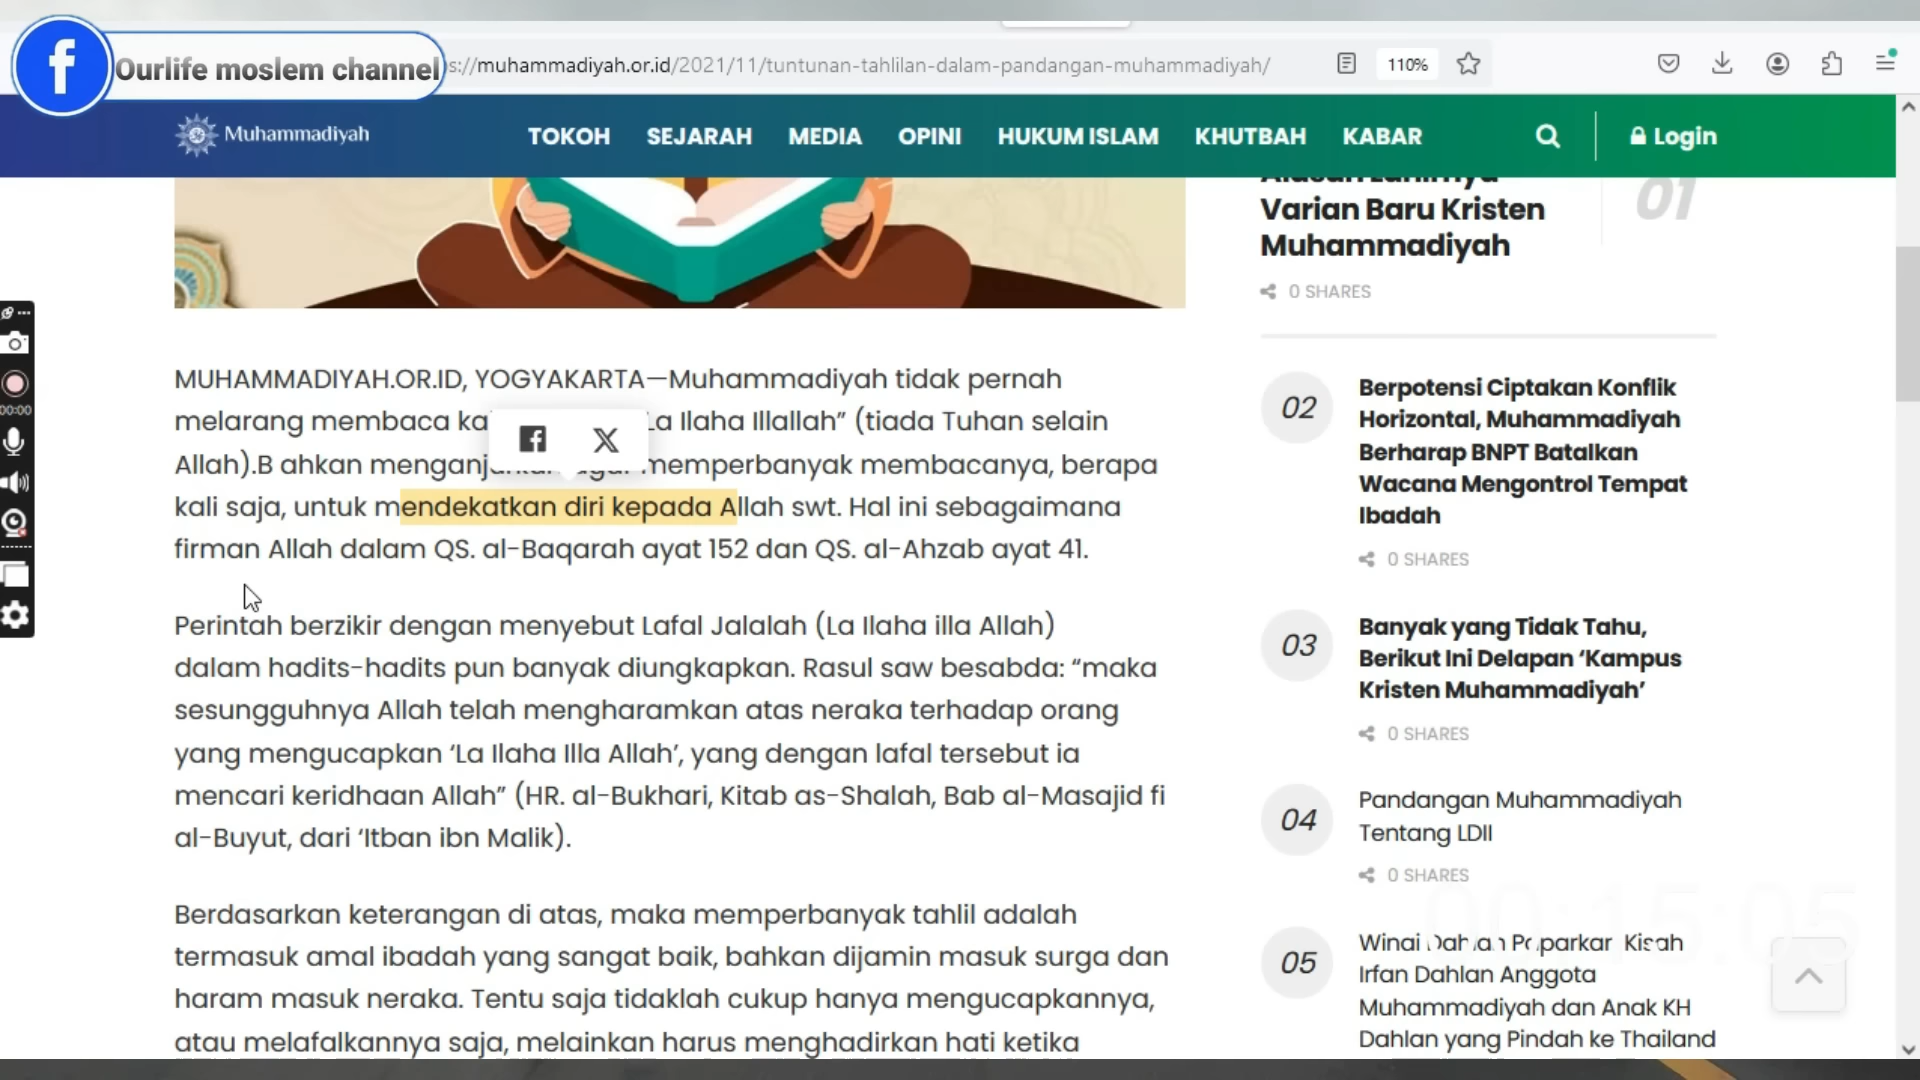 Ourlife moslem channel
s://muhammadiyah.or.id/2021/11/tuntunan-tahlilan-dalam-pandangan-muhammadiyah/
110%
Muhammadiyah
TOKOH SEJARAH MEDIA OPINI HUKUM ISLAM KHUTBAH KABAR
Login
Varian Baru Kristen
Muhammadiyah
01
0 SHARES
00:00
MUHAMMADIYAH.OR.ID, YOGYAKARTA—Muhammadiyah tidak pernah
melarang membaca La Ilaha Illallah” (tiada Tuhan selain
Allah).B ahkan memperbanyak membacanya, berapa
kali saja, untuk mendekatkan diri kepada Allah swt. Hal ini sebagaimana
firman Allah dalam QS. al-Baqarah ayat 152 dan QS. al-Ahzab ayat 41.
Perintah berzikir dengan menyebut Lafal Jalalah (La Ilaha illa Allah)
dalam hadits-hadits pun banyak diungkapkan. Rasul saw besabda: “maka
sesungguhnya Allah telah mengharamkan atas neraka terhadap orang
yang mengucapkan ‘La Ilaha Illa Allah’, yang dengan lafal tersebut ia
mencari keridhaan Allah” (HR. al-Bukhari, Kitab as-Shalah, Bab al-Masajid fi
al-Buyut, dari ‘Itban ibn Malik).
Berdasarkan keterangan di atas, maka memperbanyak tahlil adalah
termasuk amal ibadah yang sangat baik, bahkan dijamin masuk surga dan
haram masuk neraka. Tentu saja tidaklah cukup hanya mengucapkannya,
atau melafalkannya saja, melainkan harus menghadirkan hati ketika
02
Berpotensi Ciptakan Konflik
Horizontal, Muhammadiyah
Berharap BNPT Batalkan
Wacana Mengontrol Tempat
Ibadah
0 SHARES
03
Banyak yang Tidak Tahu,
Berikut Ini Delapan ‘Kampus
Kristen Muhammadiyah’
0 SHARES
04
Pandangan Muhammadiyah
Tentang LDII
0 SHARES
00:15:05
05
Winai Dahlan Paparkan Kisah
Irfan Dahlan Anggota
Muhammadiyah dan Anak KH
Dahlan yang Pindah ke Thailand